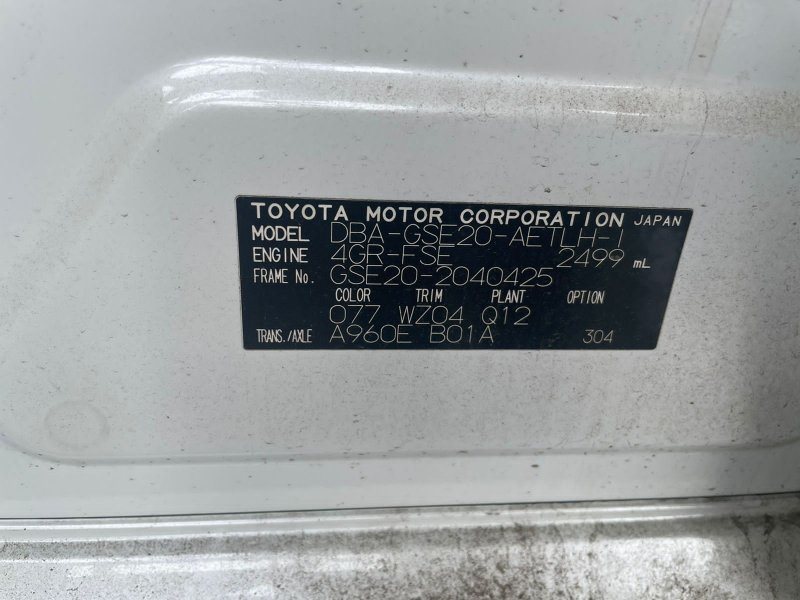 TOYOTA MOTOR CORPORATION JAPAN
MODEL DBA-GSE20-AETLH-I
ENGINE 4GR-FSE 2499 mL
FRAME No. GSE20-2040425
COLOR TRIM PLANT OPTION
077 WZ04 Q12
TRANS./AXLE A960E B01A 304